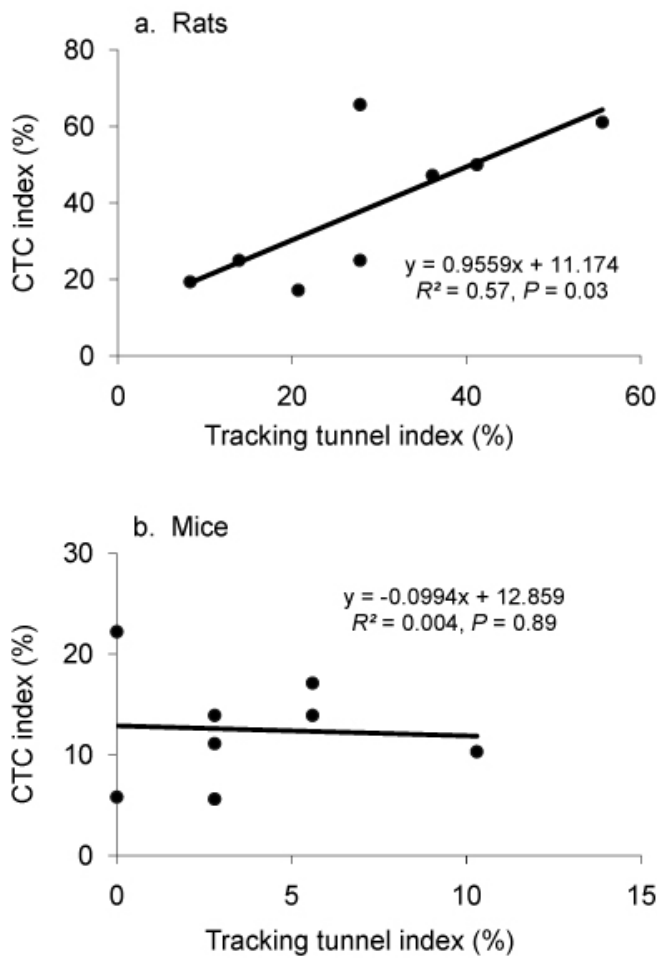 a. Rats
80
60
40
20
0
CTC index (%)
y = 0.9559x + 11.174
R² = 0.57, P = 0.03
0 20 40 60
Tracking tunnel index (%)
b. Mice
30
20
10
0
CTC index (%)
y = -0.0994x + 12.859
R² = 0.004, P = 0.89
0 5 10 15
Tracking tunnel index (%)